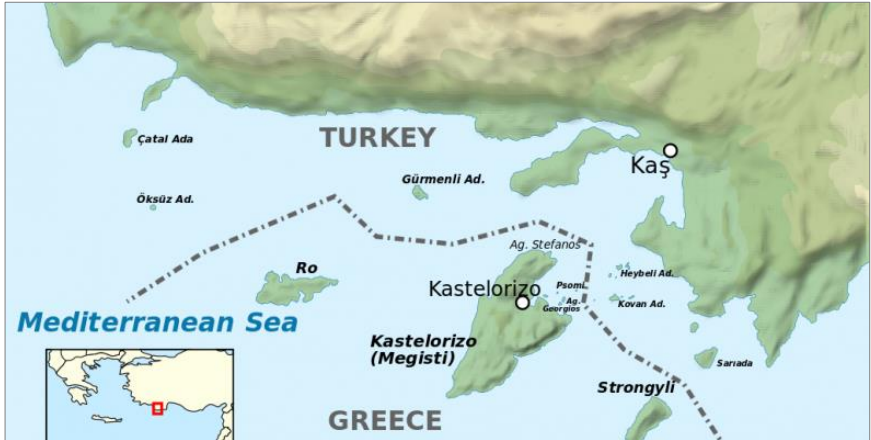 TURKEY
Çatal Ada
Kaş
Gürmenli Ad.
Öksüz Ad.
Ag. Stefanos
Ro
Heybeli Ad.
Psomi
Kastelorizo
Ag.
Georgios
Kovan Ad.
Mediterranean Sea
Kastelorizo
(Megisti)
Sarıada
Strongyli
GREECE